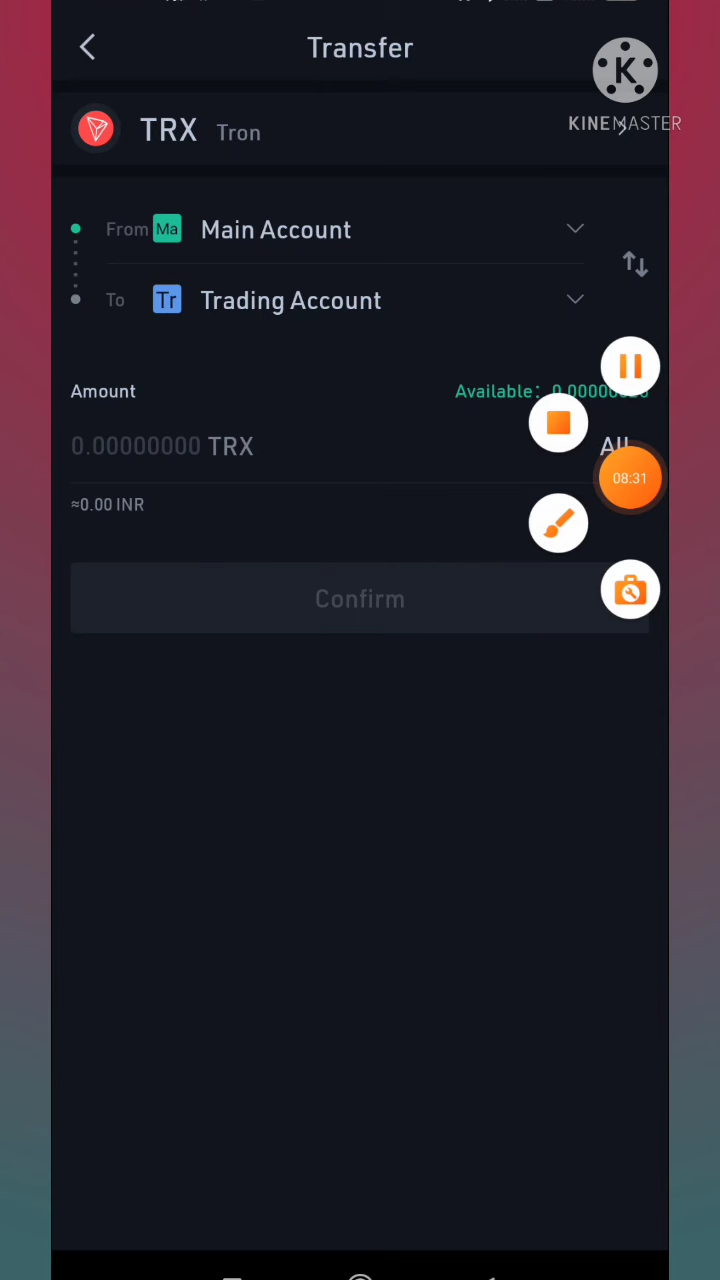 Transfer
KINEMASTER
TRX Tron
From Ma Main Account
To Tr Trading Account
Amount
Available:
0.00000000 TRX
All
08:31
≈0.00 INR
Confirm